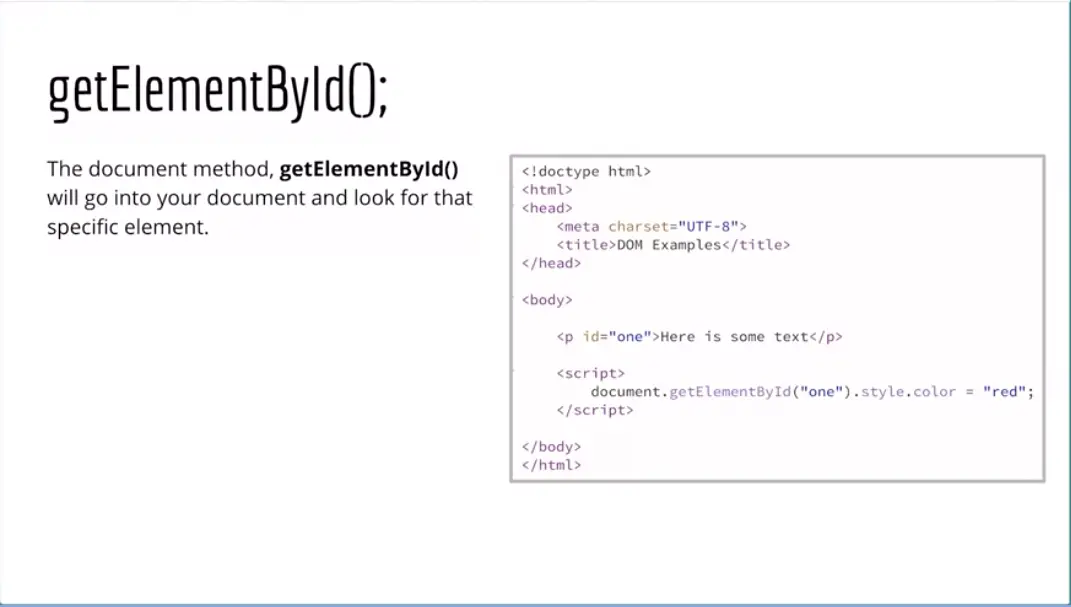 getElementById();
The document method, getElementById()
will go into your document and look for that
specific element.
<!doctype html>
<html>
<head>
    <meta charset="UTF-8">
    <title>DOM Examples</title>
</head>
<body>
    <p id="one">Here is some text</p>
    <script>
        document.getElementById("one").style.color = "red";
    </script>
</body>
</html>